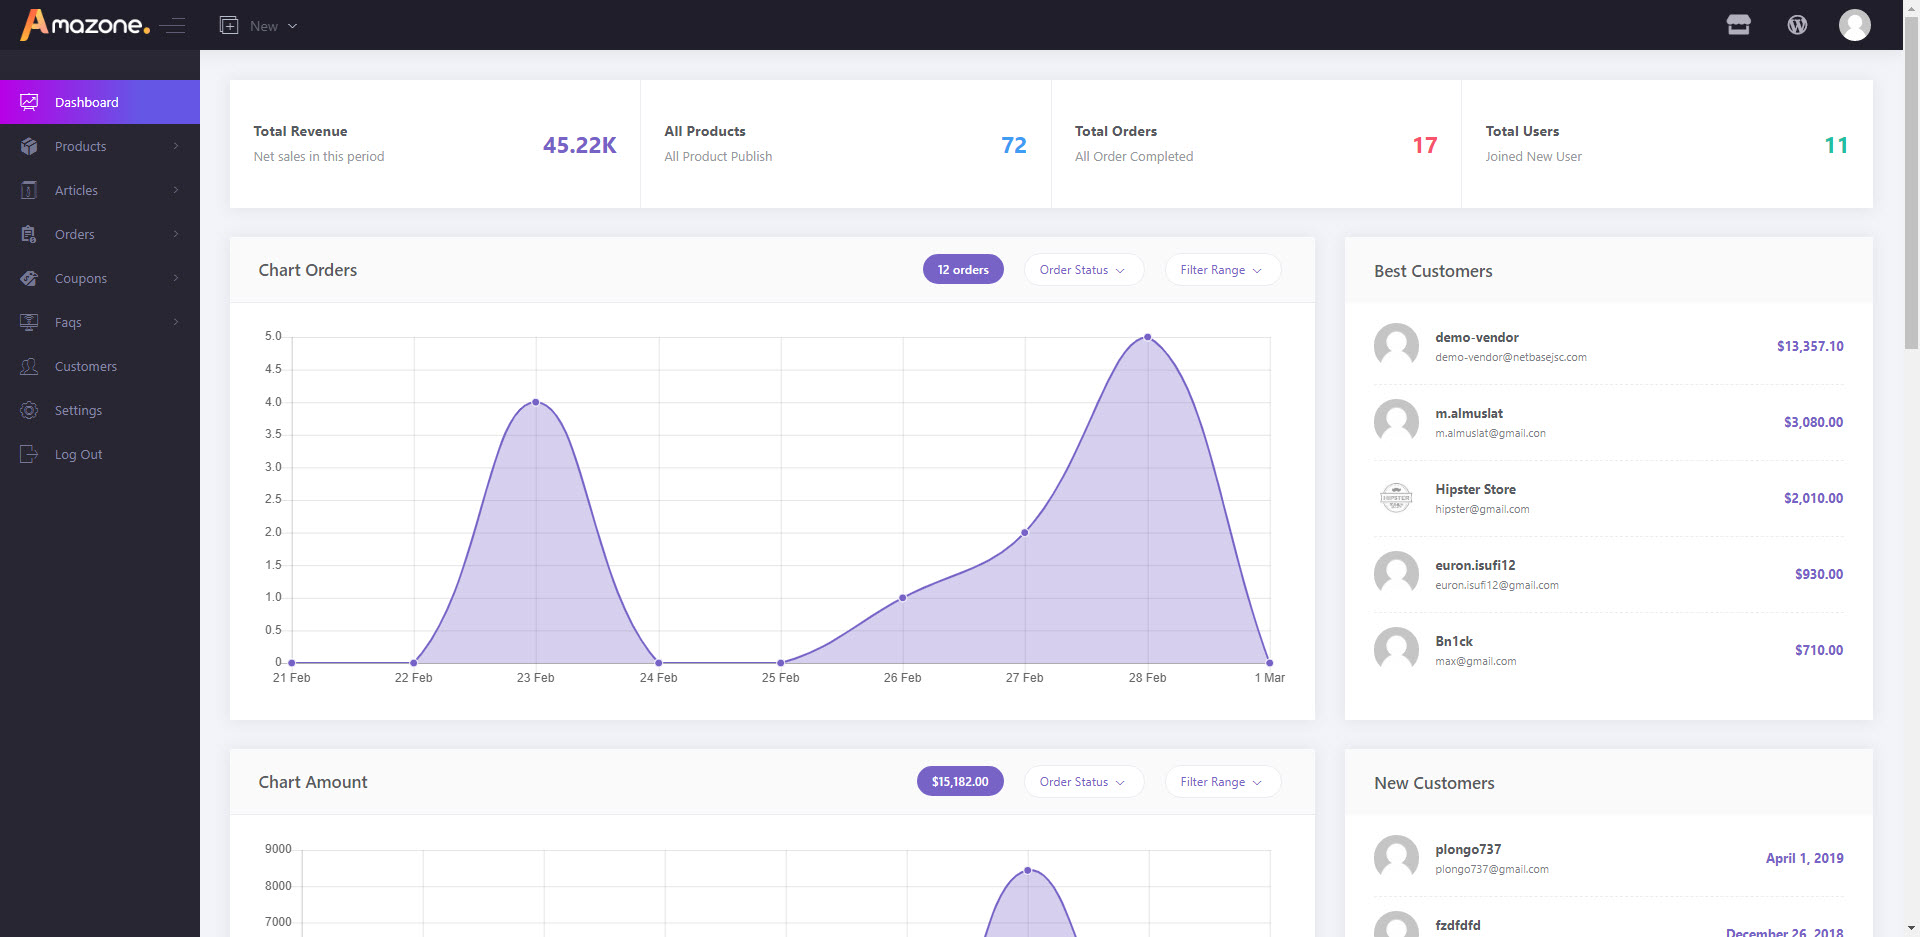 Amazone.
New
Dashboard
Products
Articles
Orders
Coupons
Faqs
Customers
Settings
Log Out
Total Revenue
Net sales in this period
45.22K
All Products
All Product Publish
72
Total Orders
All Order Completed
17
Total Users
Joined New User
11
Chart Orders
12 orders
Order Status
Filter Range
5.0
4.5
4.0
3.5
3.0
2.5
2.0
1.5
1.0
0.5
0
21 Feb 22 Feb 23 Feb 24 Feb 25 Feb 26 Feb 27 Feb 28 Feb 1 Mar
Best Customers
demo-vendor
demo-vendor@netbasejsc.com
$13,357.10
m.almuslat
m.almuslat@gmail.con
$3,080.00
HIPSTER
Hipster Store
hipster@gmail.com
$2,010.00
euron.isufi12
euron.isufi12@gmail.com
$930.00
Bn1ck
max@gmail.com
$710.00
Chart Amount
$15,182.00
Order Status
Filter Range
9000
8000
7000
New Customers
plongo737
plongo737@gmail.com
April 1, 2019
fzdfdfd
December 26, 2018